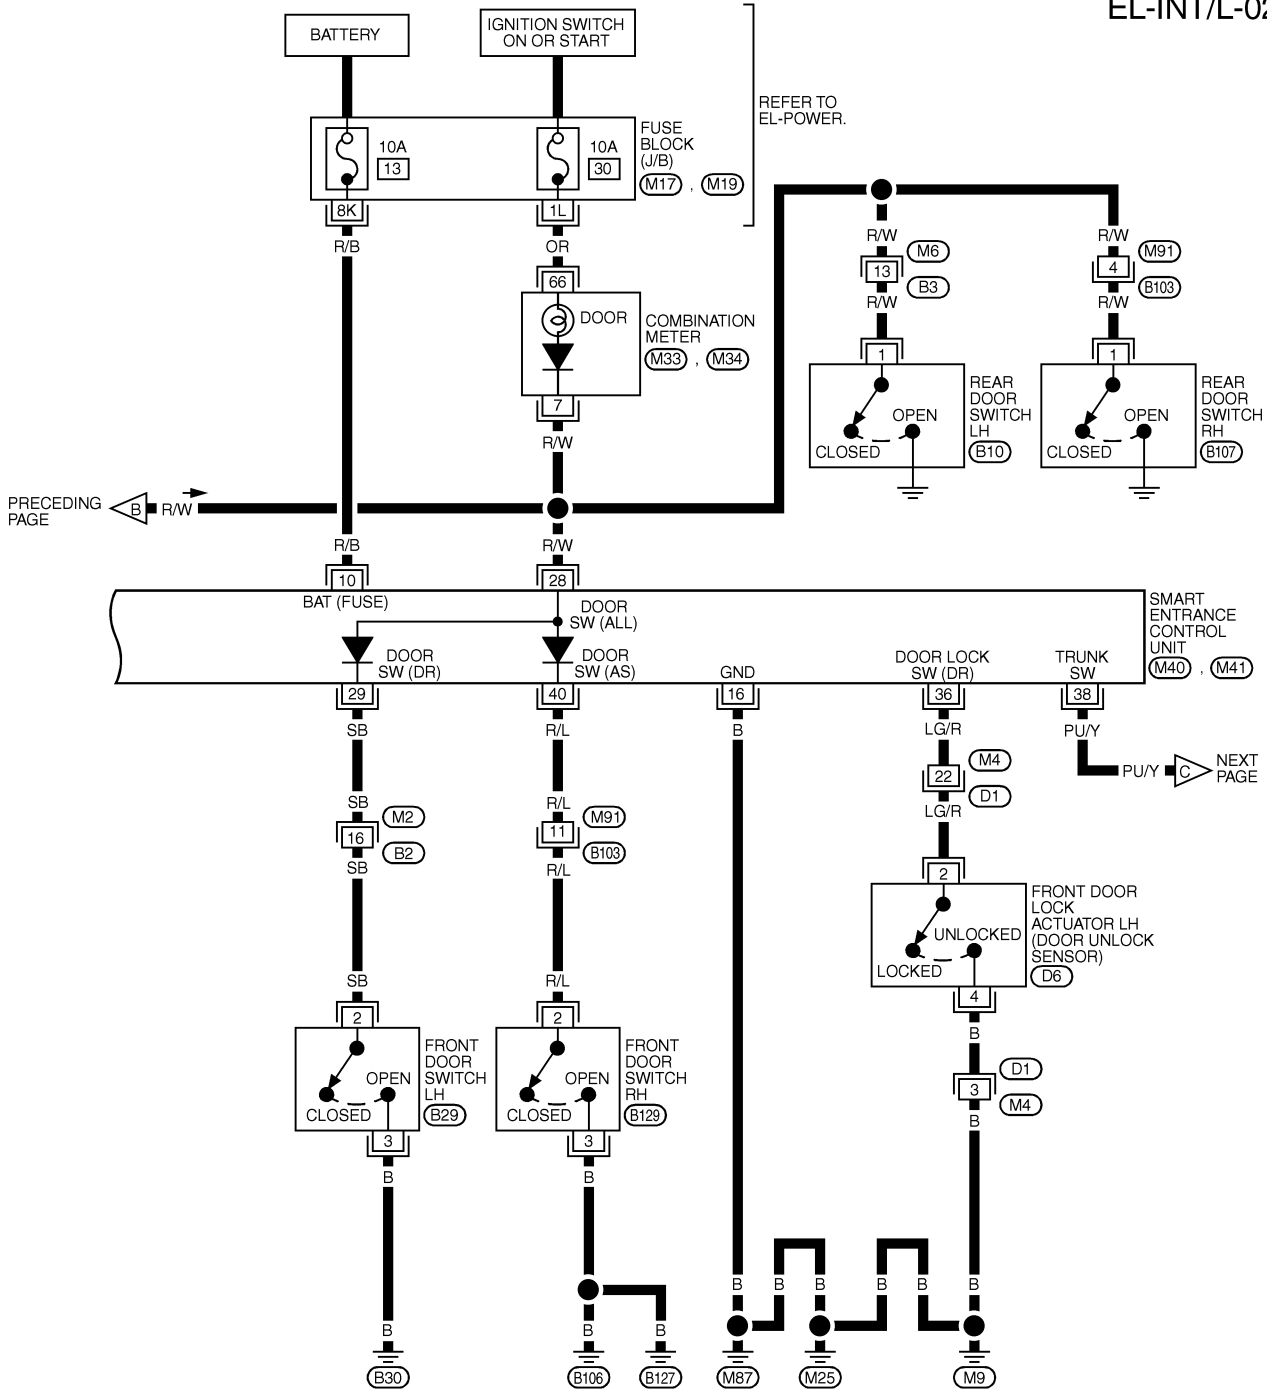 EL-INT/L-02
BATTERY
IGNITION SWITCH
ON OR START
REFER TO
EL-POWER.
10A
13
10A
30
FUSE
BLOCK
(J/B)
M17 , M19
8K
1L
R/B
OR
66
DOOR
COMBINATION
METER
M33 , M34
7
R/W
R/W
M6
13
B3
R/W
1
OPEN
CLOSED
REAR
DOOR
SWITCH
LH
B10
R/W
M91
4
B103
R/W
1
OPEN
CLOSED
REAR
DOOR
SWITCH
RH
B107
PRECEDING
PAGE
B
R/W
R/B
R/W
10
28
BAT (FUSE)
DOOR
SW (ALL)
DOOR
SW (DR)
DOOR
SW (AS)
GND
DOOR LOCK
SW (DR)
TRUNK
SW
SMART
ENTRANCE
CONTROL
UNIT
M40 , M41
29
40
16
36
38
SB
R/L
B
LG/R
PU/Y
PU/Y
C
NEXT
PAGE
M4
22
D1
LG/R
SB
M2
16
B2
SB
R/L
M91
11
B103
R/L
2
UNLOCKED
LOCKED
FRONT DOOR
LOCK
ACTUATOR LH
(DOOR UNLOCK
SENSOR)
D6
4
B
D1
3
M4
B
SB
R/L
2
2
OPEN
CLOSED
FRONT
DOOR
SWITCH
LH
B29
OPEN
CLOSED
FRONT
DOOR
SWITCH
RH
B129
3
3
B
B
B
B
B
B
B
B
B
B
B
B30
B106
B127
M87
M25
M9